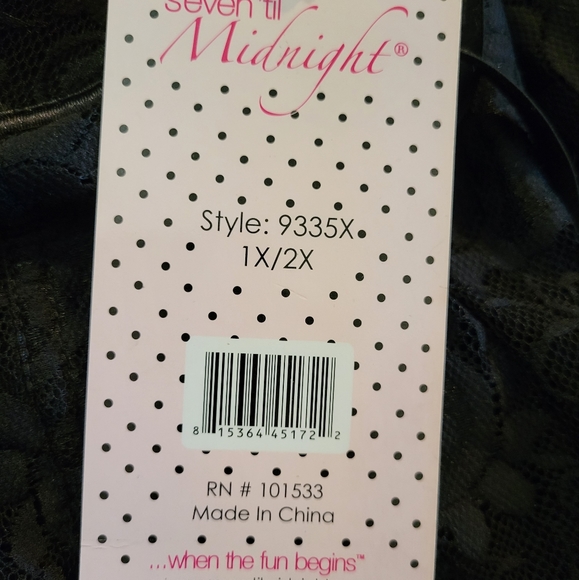 seven 'til
Midnight®
Style: 9335X
1X/2X
8 15364 45172 2
RN # 101533
Made In China
...when the fun begins™